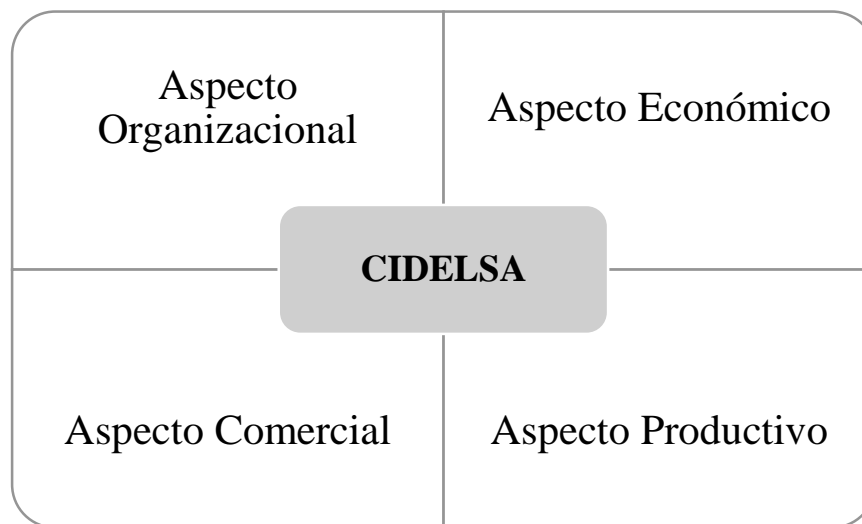 Aspecto
Organizacional
Aspecto Económico
CIDELSA
Aspecto Comercial
Aspecto Productivo